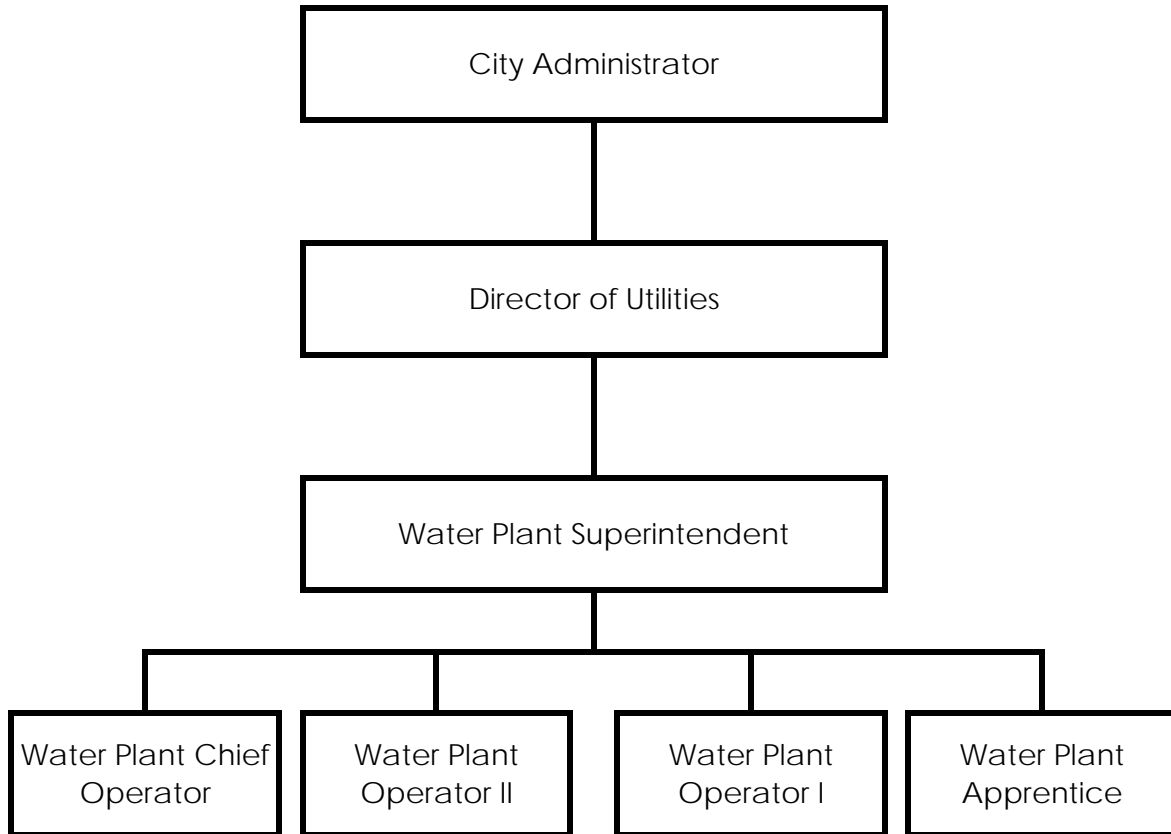 City Administrator
Director of Utilities
Water Plant Superintendent
Water Plant Chief
Operator
Water Plant
Operator II
Water Plant
Operator I
Water Plant
Apprentice